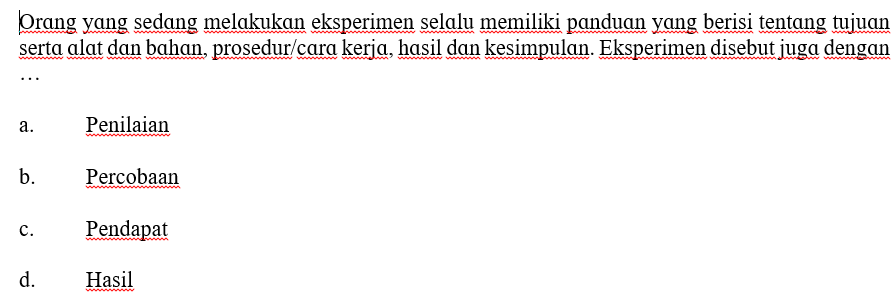 Orang yang sedang melakukan eksperimen selalu memiliki panduan yang berisi tentang tujuan
serta alat dan bahan, prosedur/cara kerja, hasil dan kesimpulan. Eksperimen disebut juga dengan
…
a. Penilaian
b. Percobaan
c. Pendapat
d. Hasil